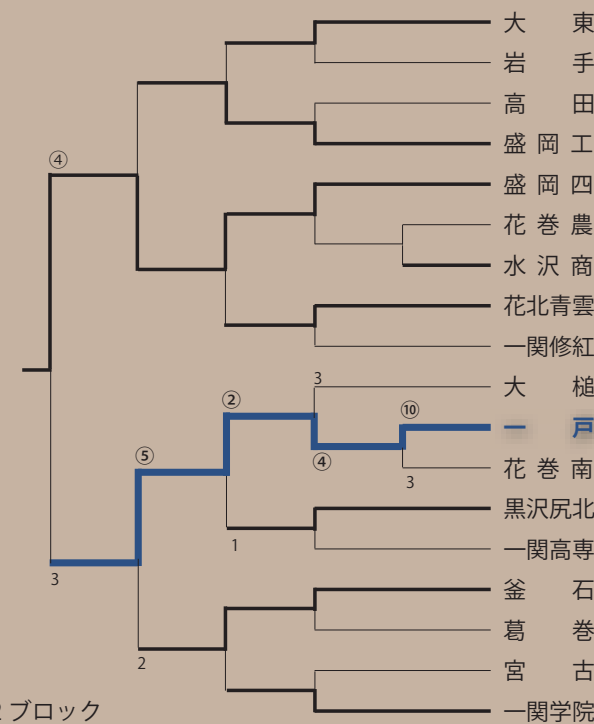 大東
岩手
高田
盛岡工
④
盛岡四
花巻農
水沢商
花北青雲
一関修紅
3
大槌
②
⑩
一戸
⑤
④
花巻南
3
黒沢尻北
1
一関高専
3
釜石
葛巻
2
宮古
ブロック
一関学院